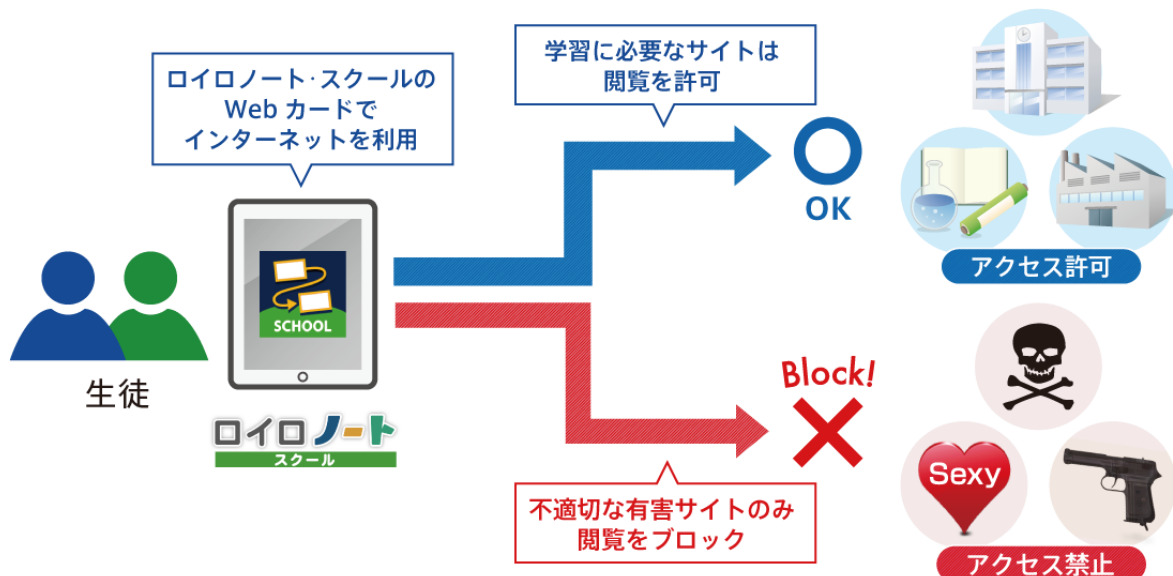 ロイロノート・スクールの
Web カードで
インターネットを利用
学習に必要なサイトは
閲覧を許可
OK
アクセス許可
SCHOOL
生徒
ロイロノート
スクール
Block!
Sexy
不適切な有害サイトのみ
閲覧をブロック
アクセス禁止